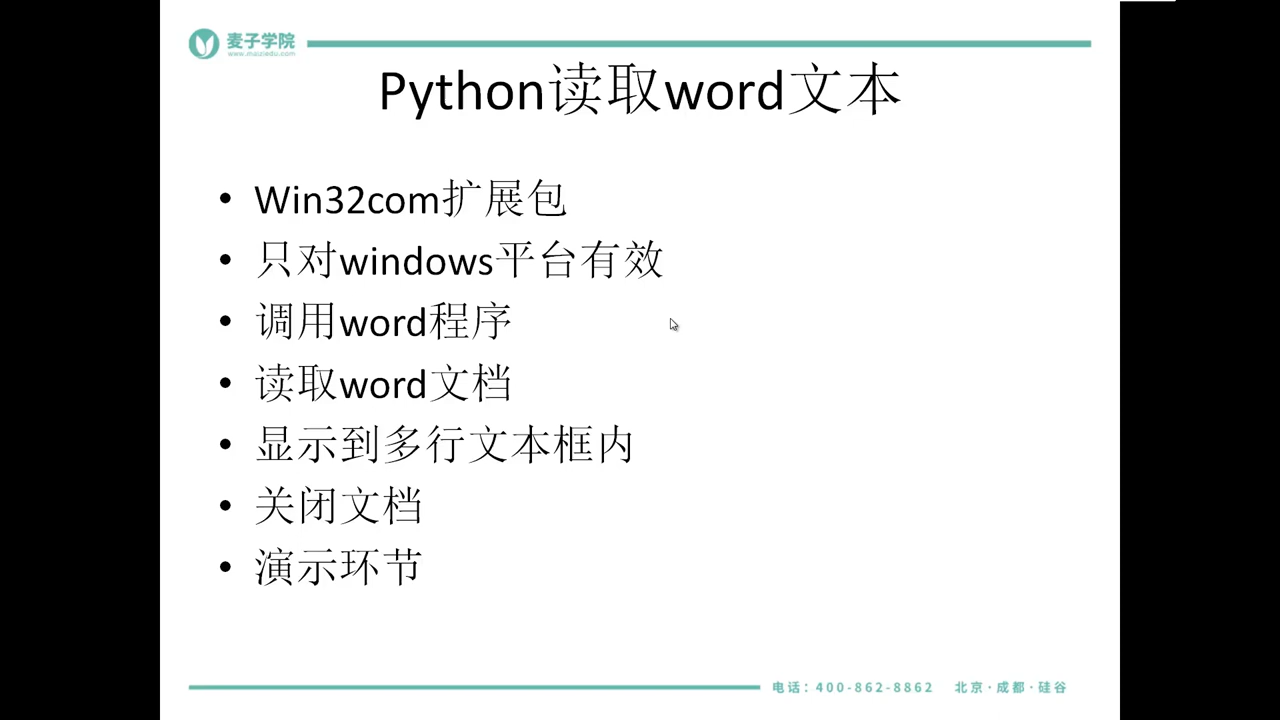 麦子学院
www.maiziedu.com
Python读取word文本
• Win32com扩展包
• 只对windows平台有效
• 调用word程序
• 读取word文档
• 显示到多行文本框内
• 关闭文档
• 演示环节
电话：400-862-8862 北京·成都·硅谷